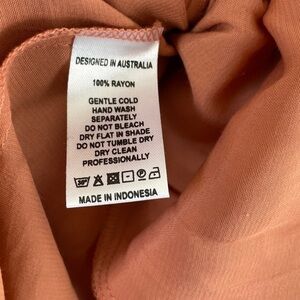 DESIGNED IN AUSTRALIA
100% RAYON
GENTLE COLD
HAND WASH
SEPARATELY
DO NOT BLEACH
DRY FLAT IN SHADE
DO NOT TUMBLE DRY
DRY CLEAN
PROFESSIONALLY
MADE IN INDONESIA